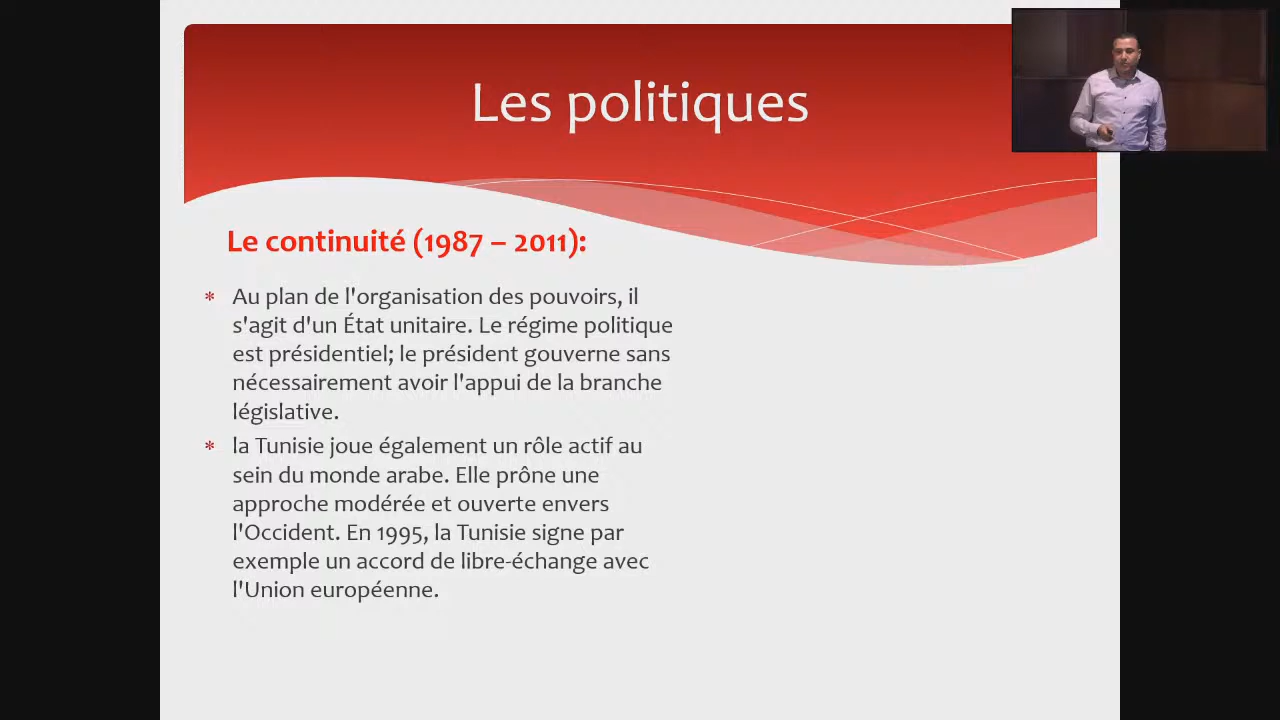 Les politiques
Le continuité (1987 – 2011):
* Au plan de l'organisation des pouvoirs, il
s'agit d'un État unitaire. Le régime politique
est présidentiel; le président gouverne sans
nécessairement avoir l'appui de la branche
législative.
* la Tunisie joue également un rôle actif au
sein du monde arabe. Elle prône une
approche modérée et ouverte envers
l'Occident. En 1995, la Tunisie signe par
exemple un accord de libre-échange avec
l'Union européenne.